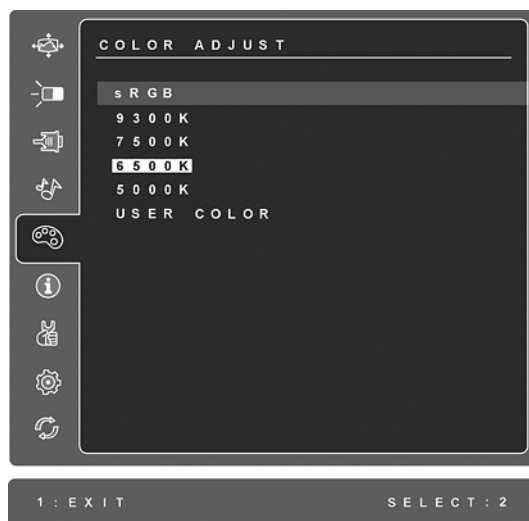 COLOR ADJUST
sRGB
9300K
7500K
6500K
5000K
USER COLOR
1:EXIT SELECT:2